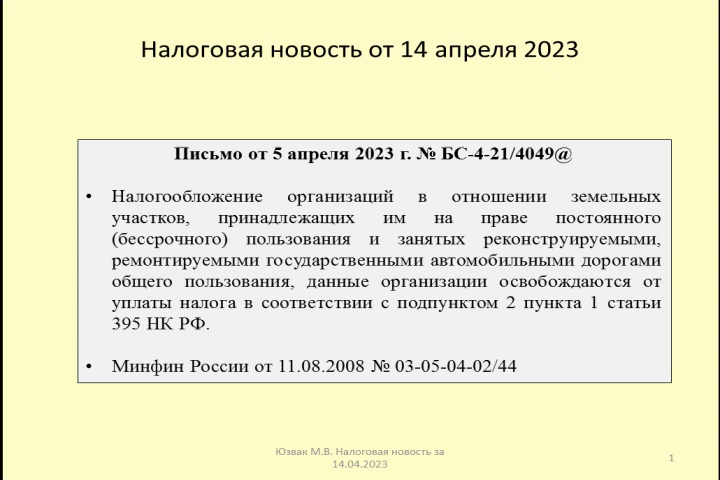 Налоговая новость от 14 апреля 2023
Письмо от 5 апреля 2023 г. № БС-4-21/4049@
• Налогообложение организаций в отношении земельных
участков, принадлежащих им на праве постоянного
(бессрочного) пользования и занятых реконструируемыми,
ремонтируемыми государственными автомобильными дорогами
общего пользования, данные организации освобождаются от
уплаты налога в соответствии с подпунктом 2 пункта 1 статьи
395 НК РФ.
• Минфин России от 11.08.2008 № 03-05-04-02/44
Юзвак М.В. Налоговая новость за
14.04.2023
1